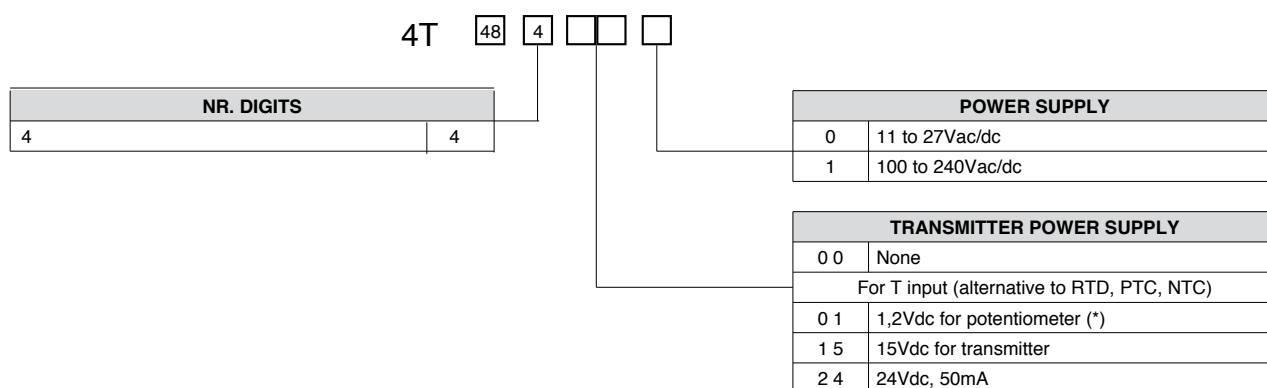 4T 48 4
NR. DIGITS
4 4
POWER SUPPLY
0 11 to 27Vac/dc
1 100 to 240Vac/dc
TRANSMITTER POWER SUPPLY
0 0 None
For T input (alternative to RTD, PTC, NTC)
0 1 1,2Vdc for potentiometer (*)
1 5 15Vdc for transmitter
2 4 24Vdc, 50mA